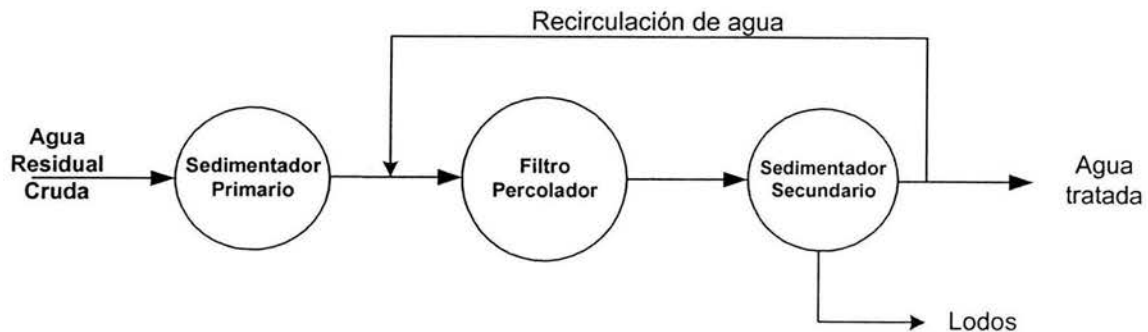 Recirculación de agua
Agua
Residual
Cruda
Sedimentador
Primario
Filtro
Percolador
Sedimentador
Secundario
Agua
tratada
Lodos